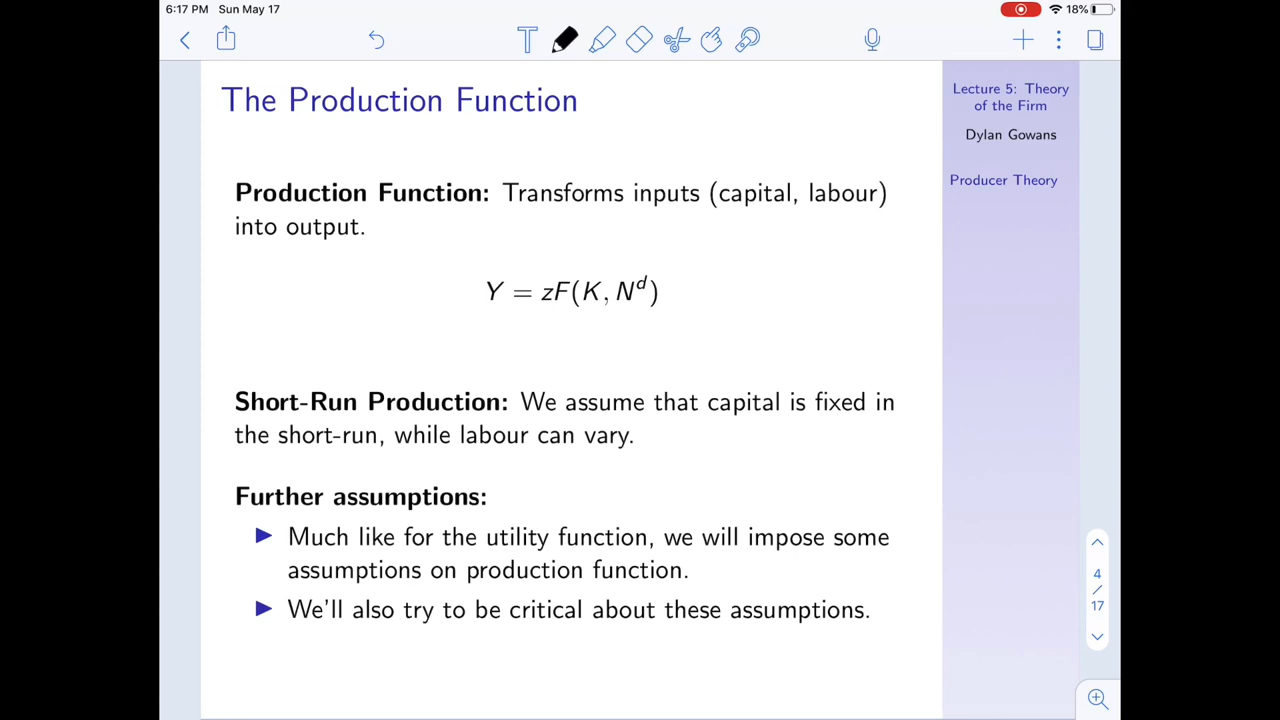 6:17 PM Sun May 17
18%
The Production Function
Lecture 5: Theory
of the Firm
Dylan Gowans
Producer Theory
Production Function: Transforms inputs (capital, labour)
into output.
Y = zF(K, N^d)
Short-Run Production: We assume that capital is fixed in
the short-run, while labour can vary.
Further assumptions:
▶ Much like for the utility function, we will impose some
assumptions on production function.
▶ We'll also try to be critical about these assumptions.
4
/
17